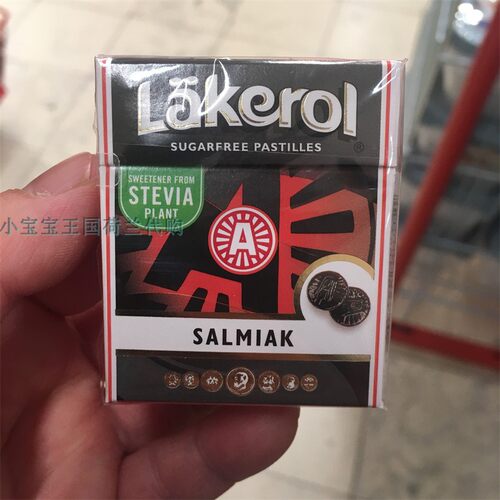 Läkerol
SUGARFREE PASTILLES
®
SWEETENER FROM
STEVIA
PLANT
小宝宝王国荷兰代购
A
SALMIAK